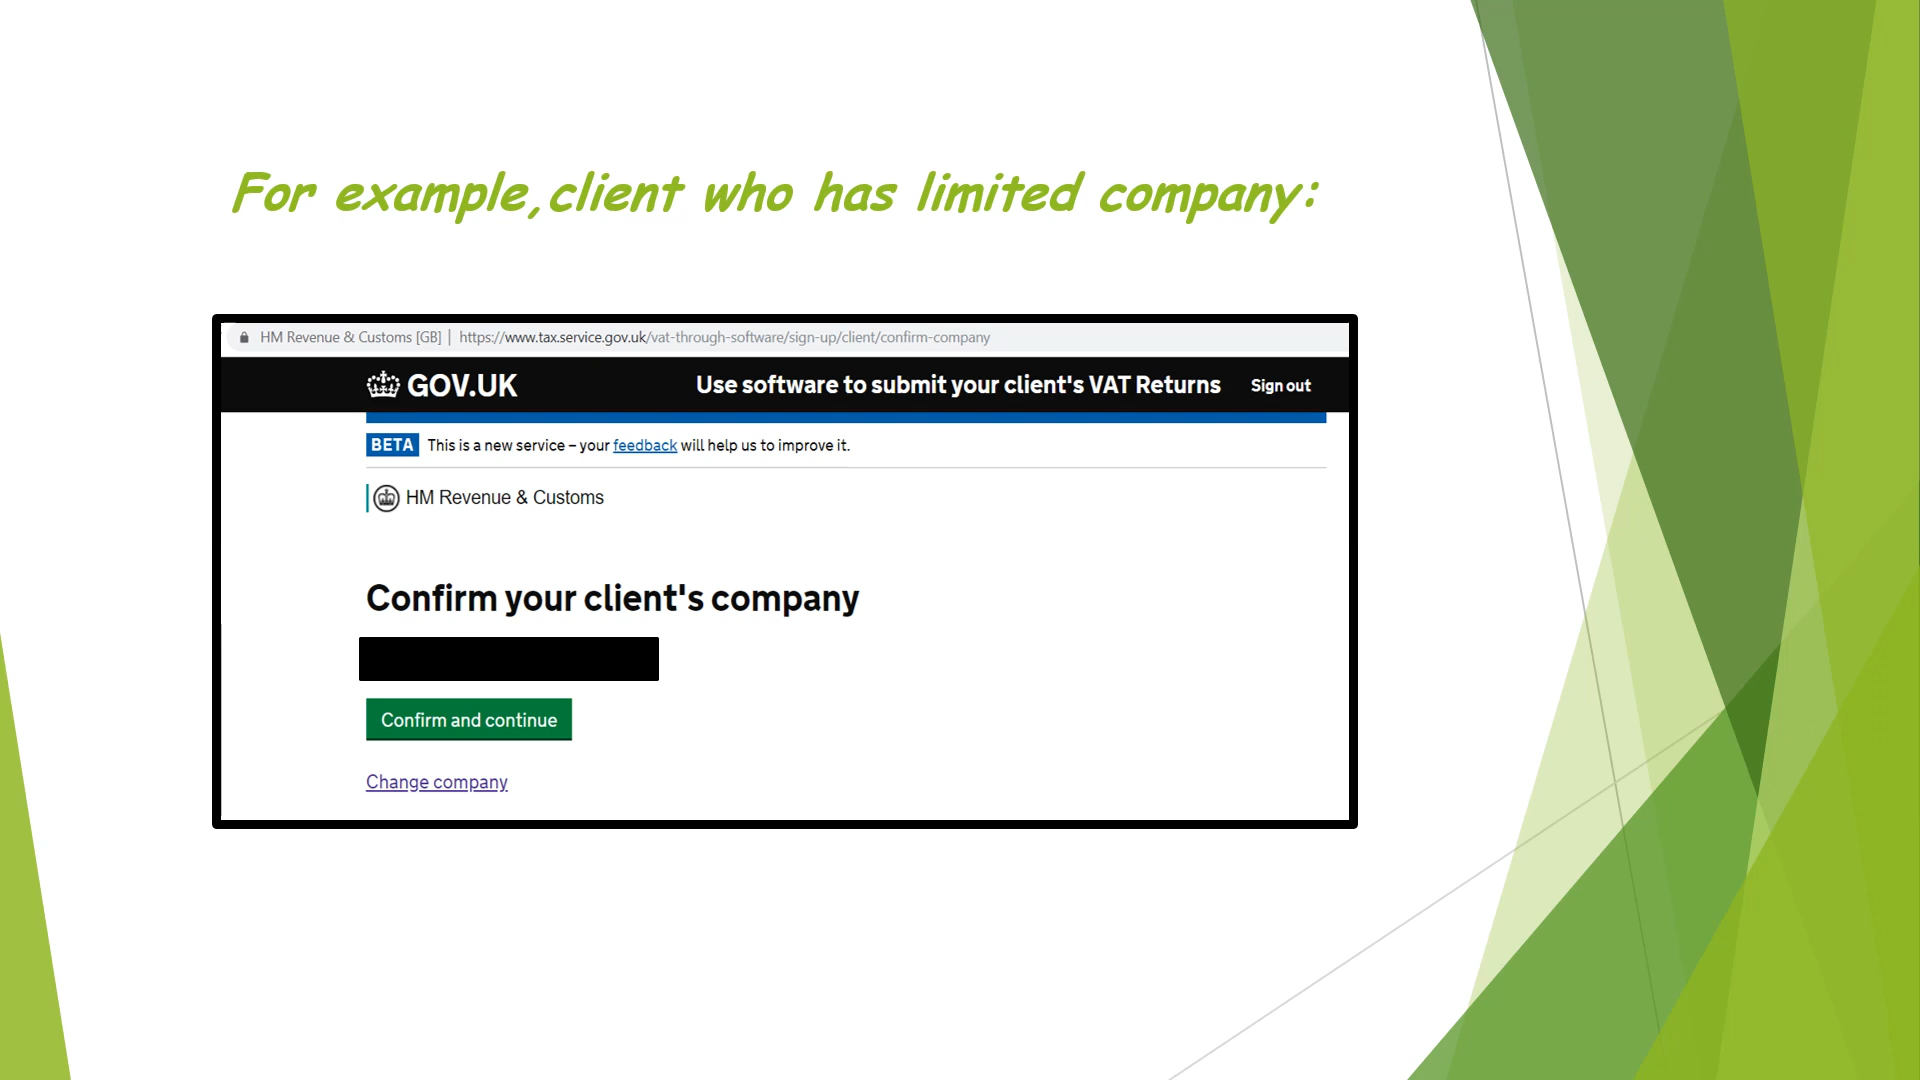 For example,client who has limited company:
HM Revenue & Customs [GB] | https://www.tax.service.gov.uk/vat-through-software/sign-up/client/confirm-company
GOV.UK Use software to submit your client's VAT Returns Sign out
BETA This is a new service – your feedback will help us to improve it.
HM Revenue & Customs
Confirm your client's company
Confirm and continue
Change company